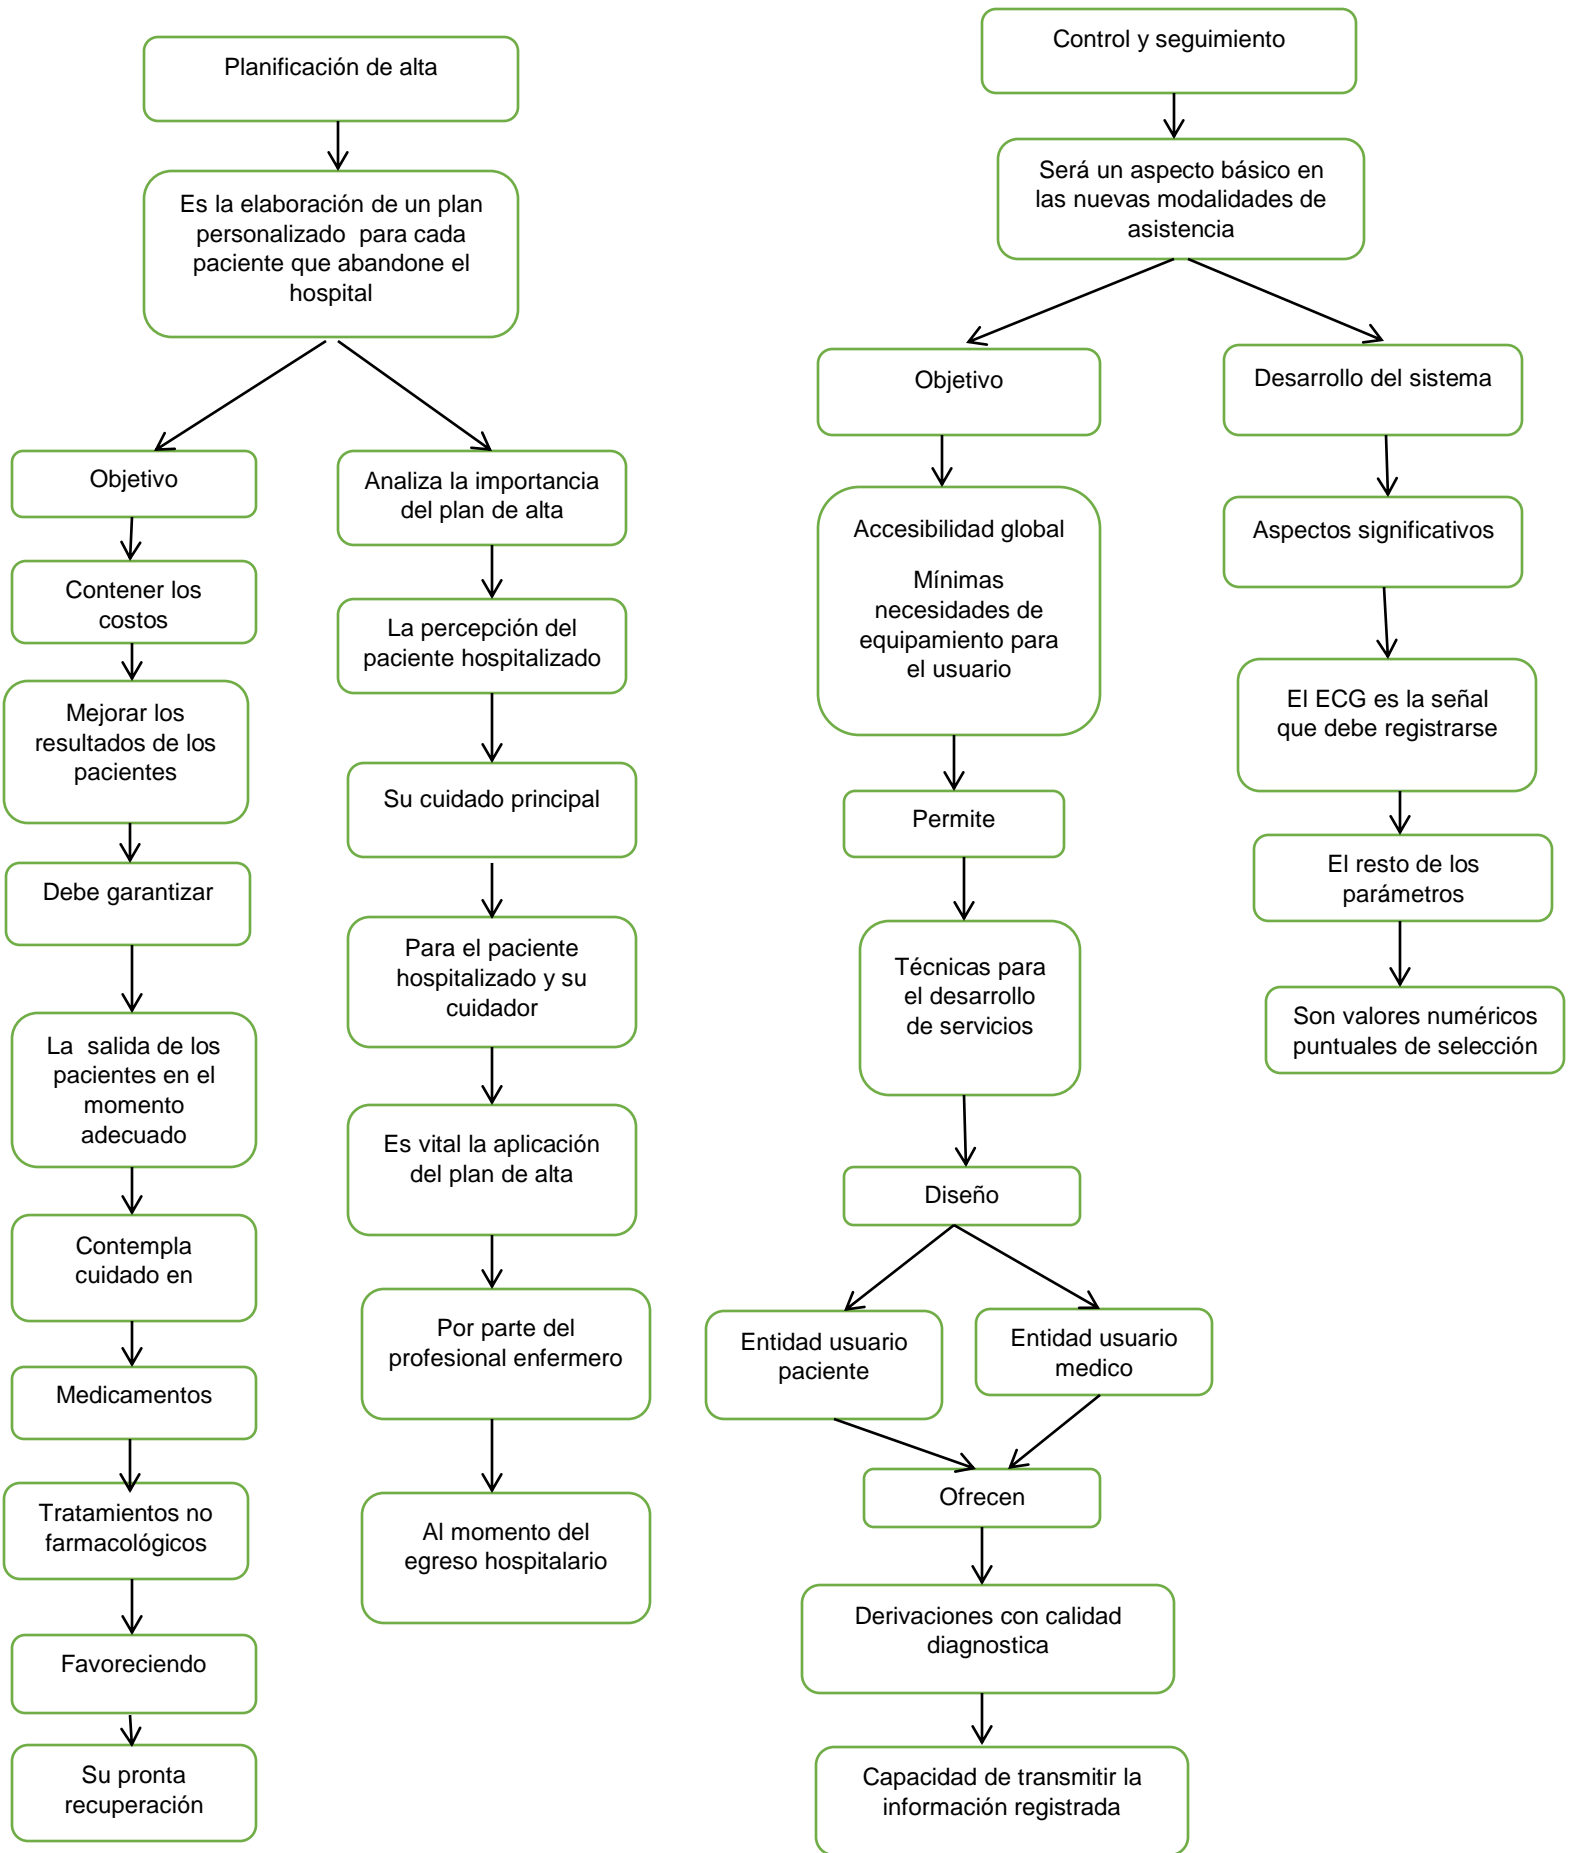 Planificación de alta
Es la elaboración de un plan
personalizado para cada
paciente que abandone el
hospital
Objetivo
Contener los
costos
Mejorar los
resultados de los
pacientes
Debe garantizar
La salida de los
pacientes en el
momento
adecuado
Contempla
cuidado en
Medicamentos
Tratamientos no
farmacológicos
Favoreciendo
Su pronta
recuperación
Analiza la importancia
del plan de alta
La percepción del
paciente hospitalizado
Su cuidado principal
Para el paciente
hospitalizado y su
cuidador
Es vital la aplicación
del plan de alta
Por parte del
profesional enfermero
Al momento del
egreso hospitalario
Control y seguimiento
Será un aspecto básico en
las nuevas modalidades de
asistencia
Objetivo
Accesibilidad global
Mínimas
necesidades de
equipamiento para
el usuario
Permite
Técnicas para
el desarrollo
de servicios
Diseño
Entidad usuario
paciente
Entidad usuario
medico
Ofrecen
Derivaciones con calidad
diagnostica
Capacidad de transmitir la
información registrada
Desarrollo del sistema
Aspectos significativos
El ECG es la señal
que debe registrarse
El resto de los
parámetros
Son valores numéricos
puntuales de selección